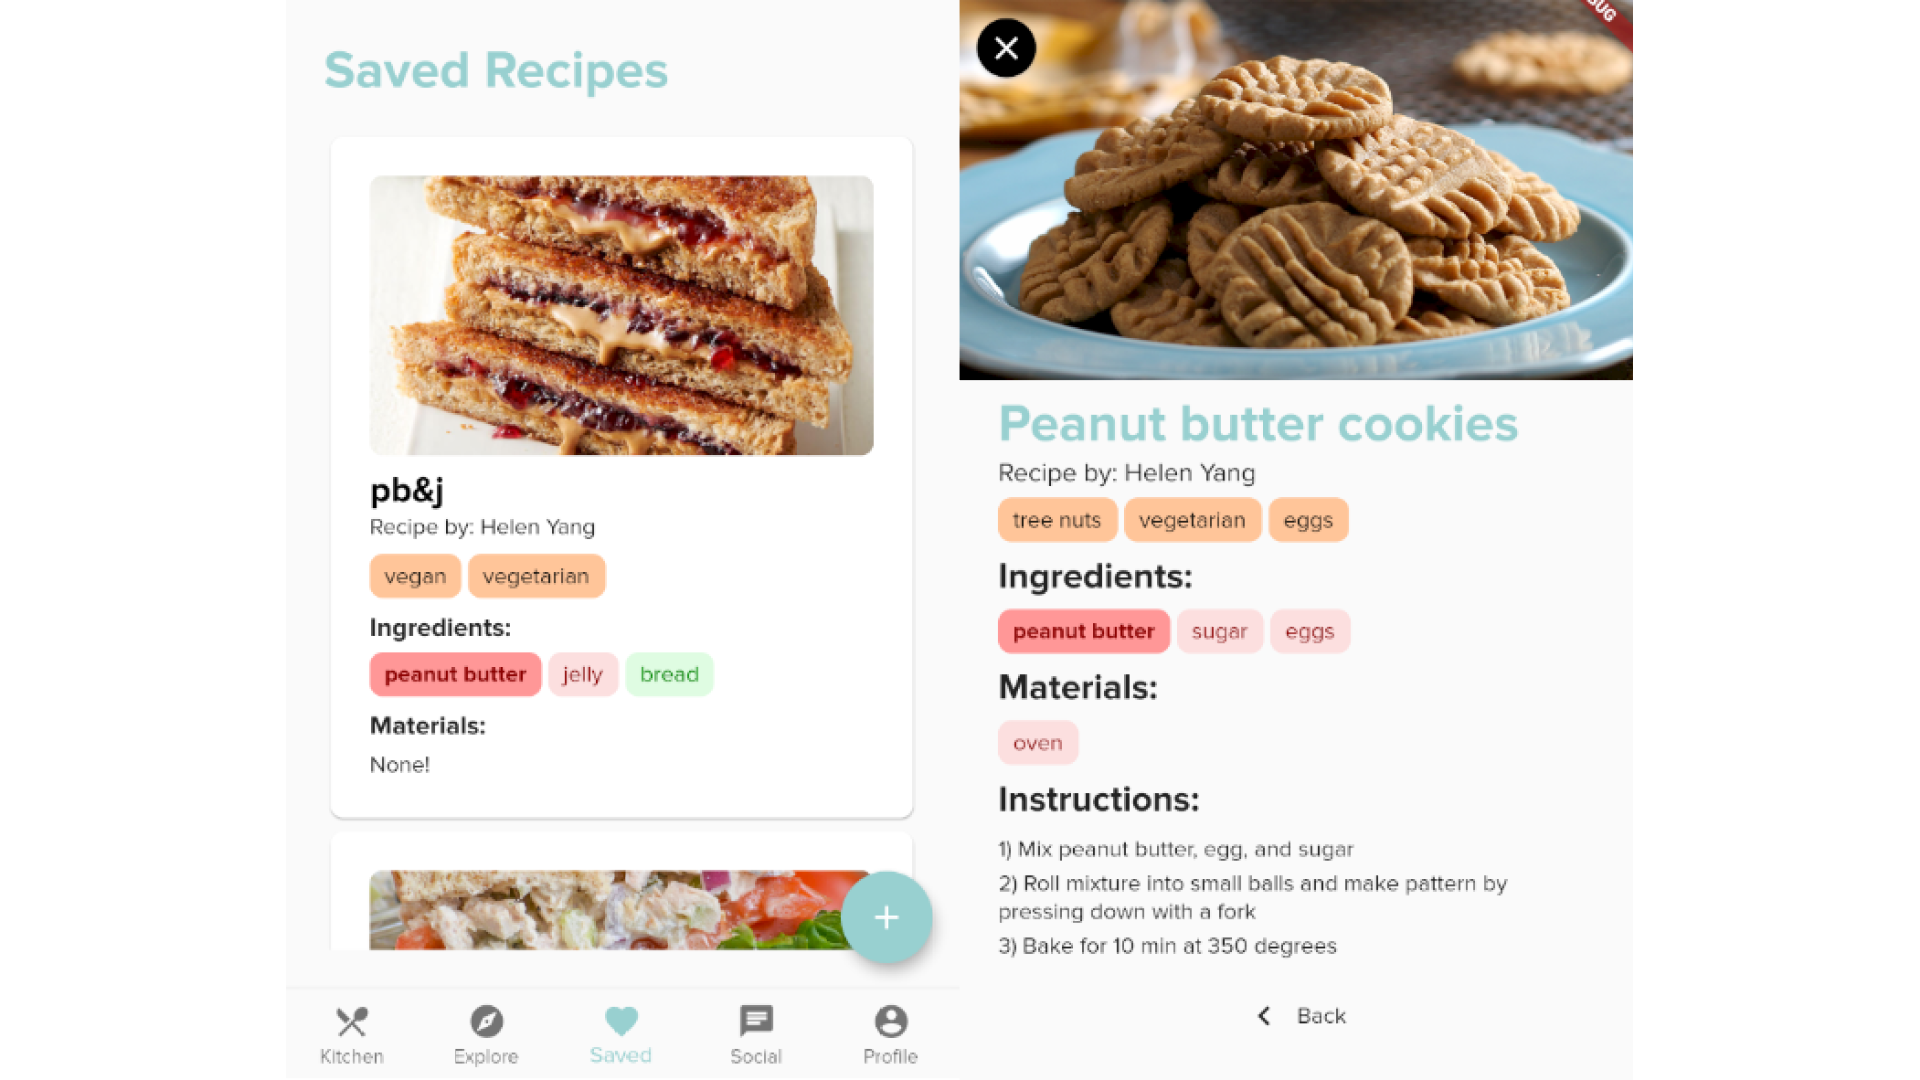 Saved Recipes
pb&j
Recipe by: Helen Yang
vegan vegetarian
Ingredients:
peanut butter jelly bread
Materials:
None!
Kitchen Explore Saved Social Profile
Peanut butter cookies
Recipe by: Helen Yang
tree nuts vegetarian eggs
Ingredients:
peanut butter sugar eggs
Materials:
oven
Instructions:
1) Mix peanut butter, egg, and sugar
2) Roll mixture into small balls and make pattern by
pressing down with a fork
3) Bake for 10 min at 350 degrees
Back